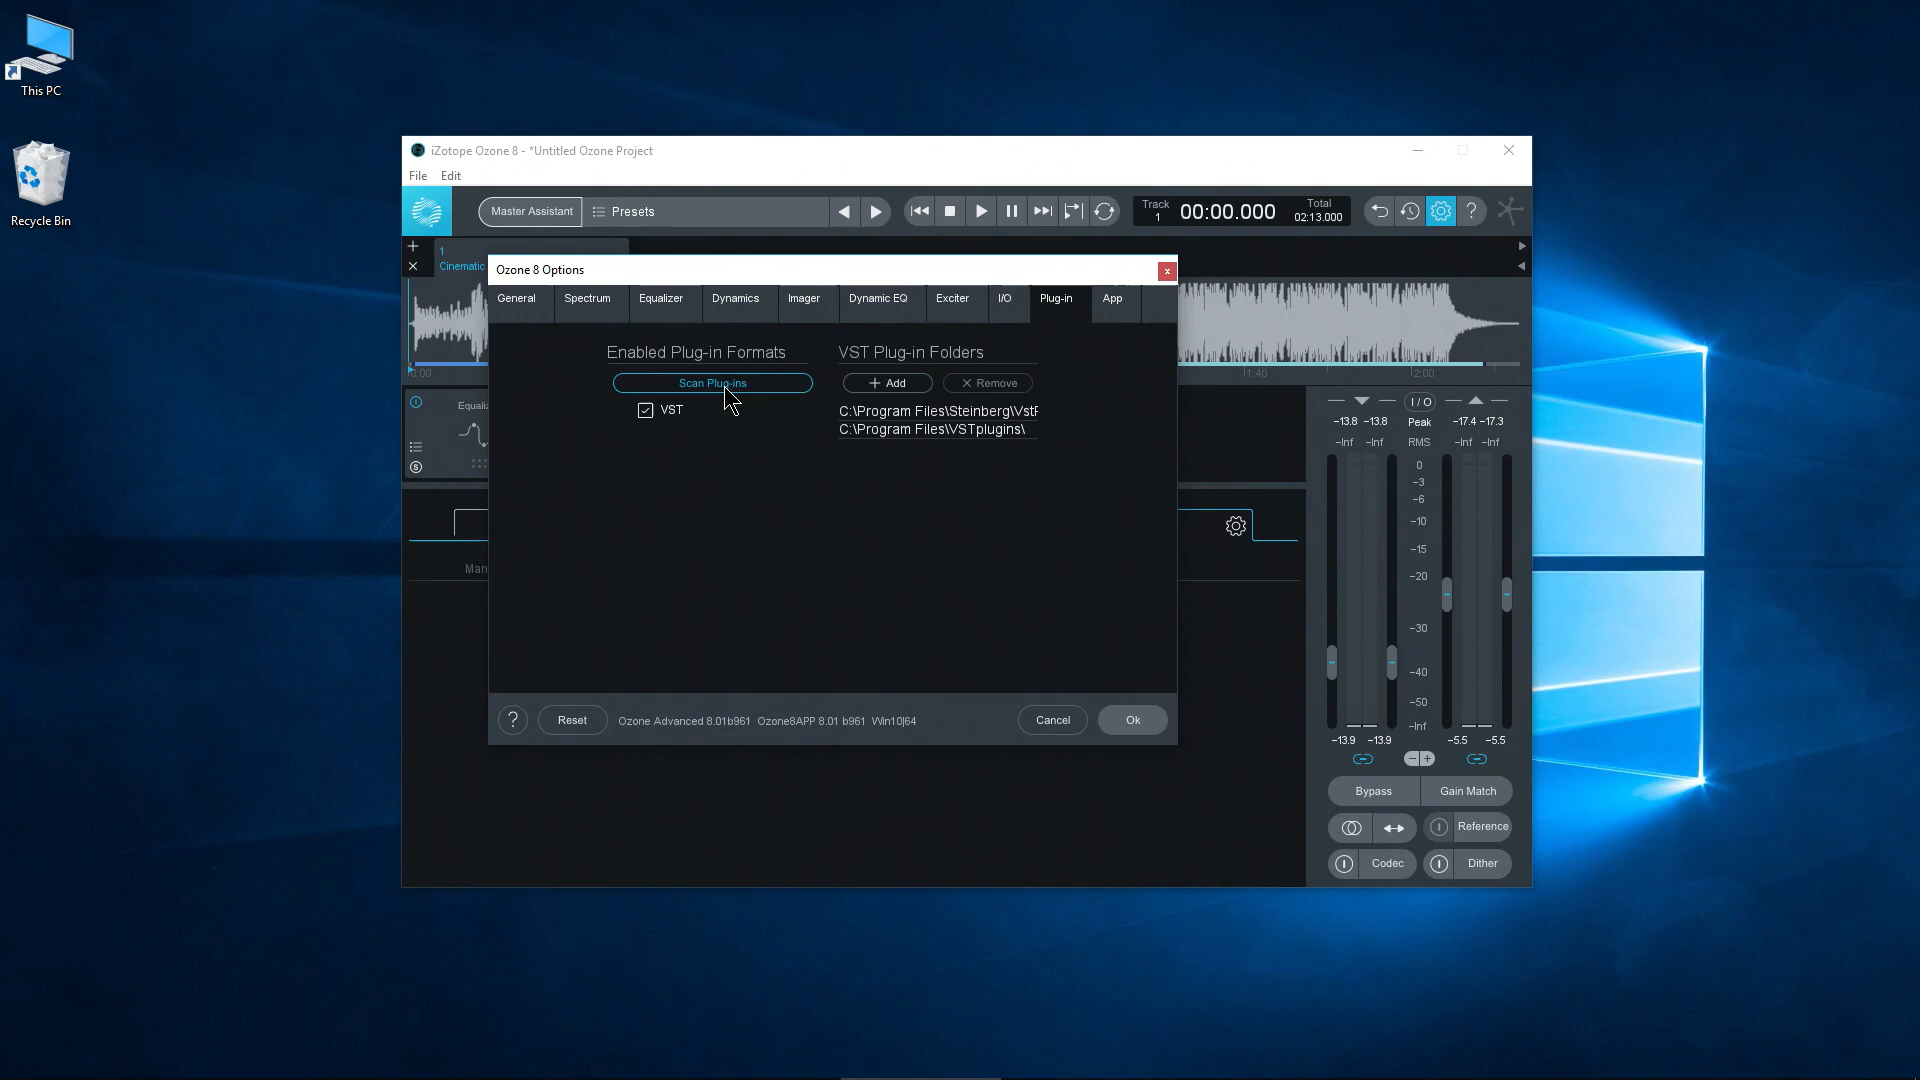 This PC
Recycle Bin
iZotope Ozone 8 - *Untitled Ozone Project
File Edit
Master Assistant Presets
Track 1 00:00.000 Total 02:13.000
1
Cinematic
0:00 1:40 2:00
Equali
S
Man
Ozone 8 Options
General Spectrum Equalizer Dynamics Imager Dynamic EQ Exciter I/O Plug-in App
Enabled Plug-in Formats
Scan Plug-ins
VST
VST Plug-in Folders
+ Add × Remove
C:\Program Files\Steinberg\VstF
C:\Program Files\VSTplugins\
? Reset Ozone Advanced 8.01b961 Ozone8APP 8.01 b961 Win10|64 Cancel Ok
I / O
-13.8 -13.8 Peak -17.4 -17.3
-Inf -Inf RMS -Inf -Inf
0
-3
-6
-10
-15
-20
-30
-40
-50
-Inf
-13.9 -13.9 -5.5 -5.5
Bypass Gain Match
Reference
Codec Dither